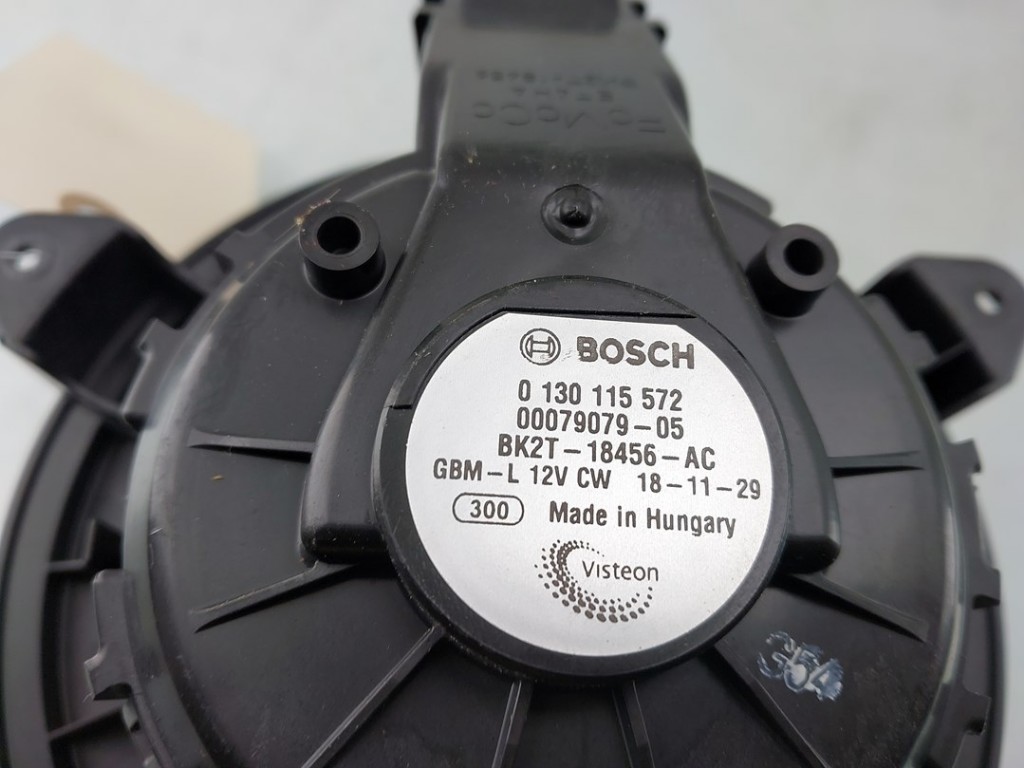 FoMoCo
BOSCH
0 130 115 572
00079079-05
BK2T-18456-AC
GBM-L 12V CW 18-11-29
300 Made in Hungary
Visteon
354